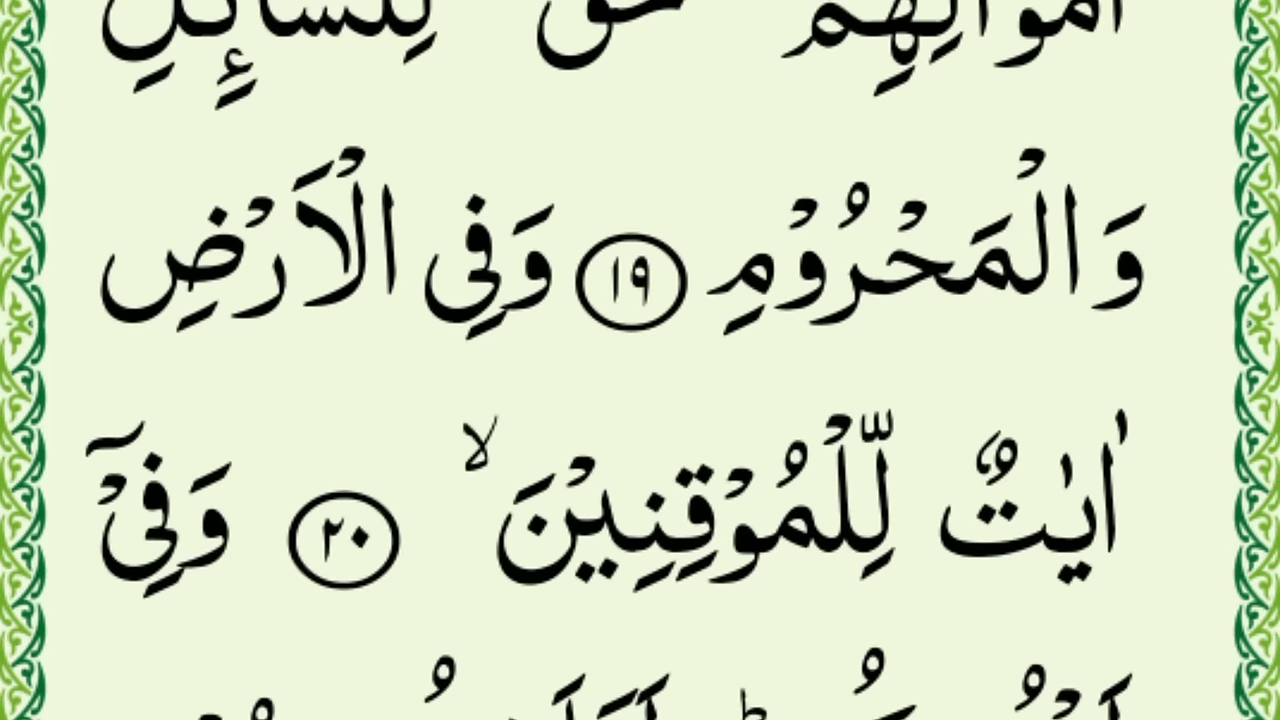 اَمْوَالِهِمْ حَقٌّ لِّلسَّآئِلِ
وَالْمَحْرُوْمِ ١٩ وَفِي الْاَرْضِ
اٰيٰتٌ لِّلْمُوْقِنِيْنَ ۙ ٢٠ وَفِيْۤ